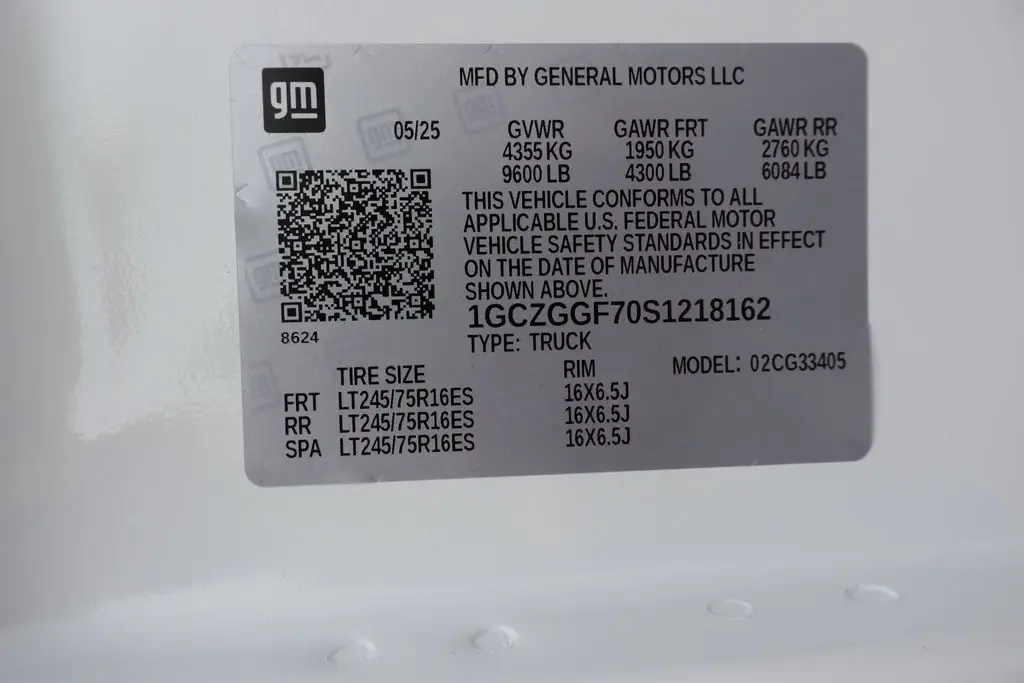 gm
MFD BY GENERAL MOTORS LLC
05/25 GVWR GAWR FRT GAWR RR
4355 KG 1950 KG 2760 KG
9600 LB 4300 LB 6084 LB
THIS VEHICLE CONFORMS TO ALL
APPLICABLE U.S. FEDERAL MOTOR
VEHICLE SAFETY STANDARDS IN EFFECT
ON THE DATE OF MANUFACTURE
SHOWN ABOVE.
1GCZGGF70S1218162
8624
TYPE: TRUCK
MODEL: 02CG33405
TIRE SIZE RIM
FRT LT245/75R16ES 16X6.5J
RR LT245/75R16ES 16X6.5J
SPA LT245/75R16ES 16X6.5J